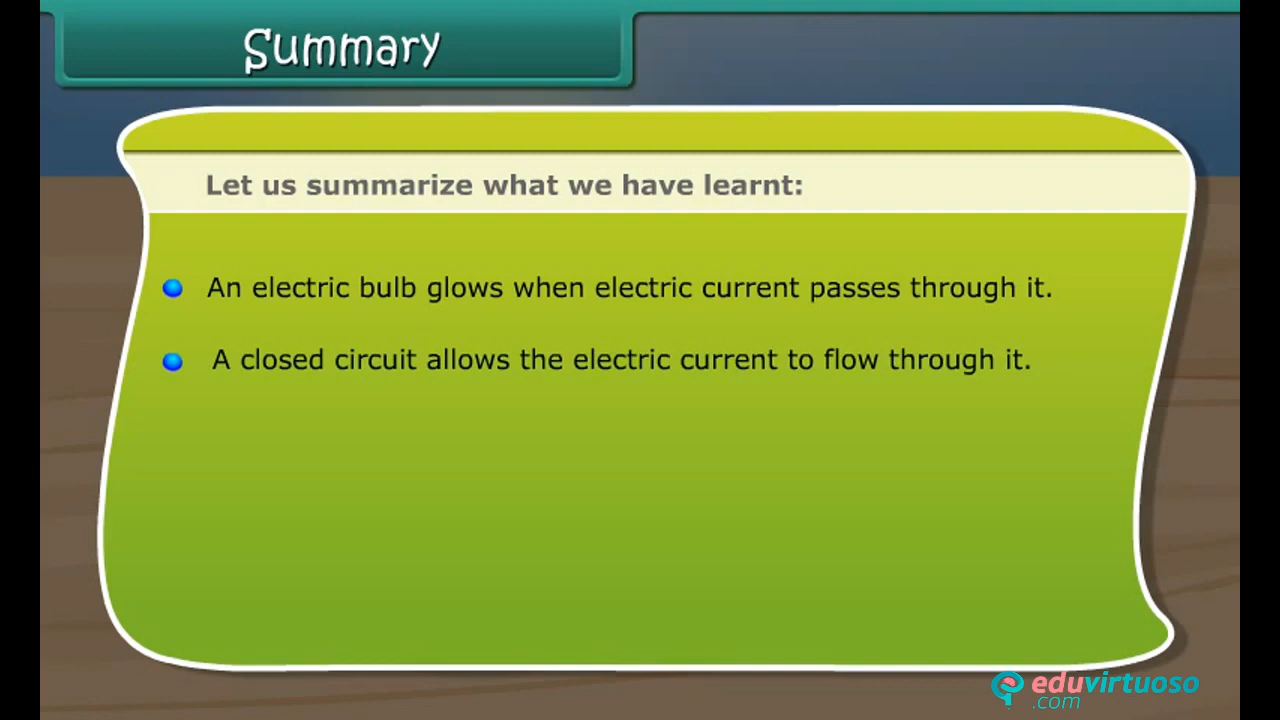 Summary
Let us summarize what we have learnt:
An electric bulb glows when electric current passes through it.
A closed circuit allows the electric current to flow through it.
eduvirtuoso
.com